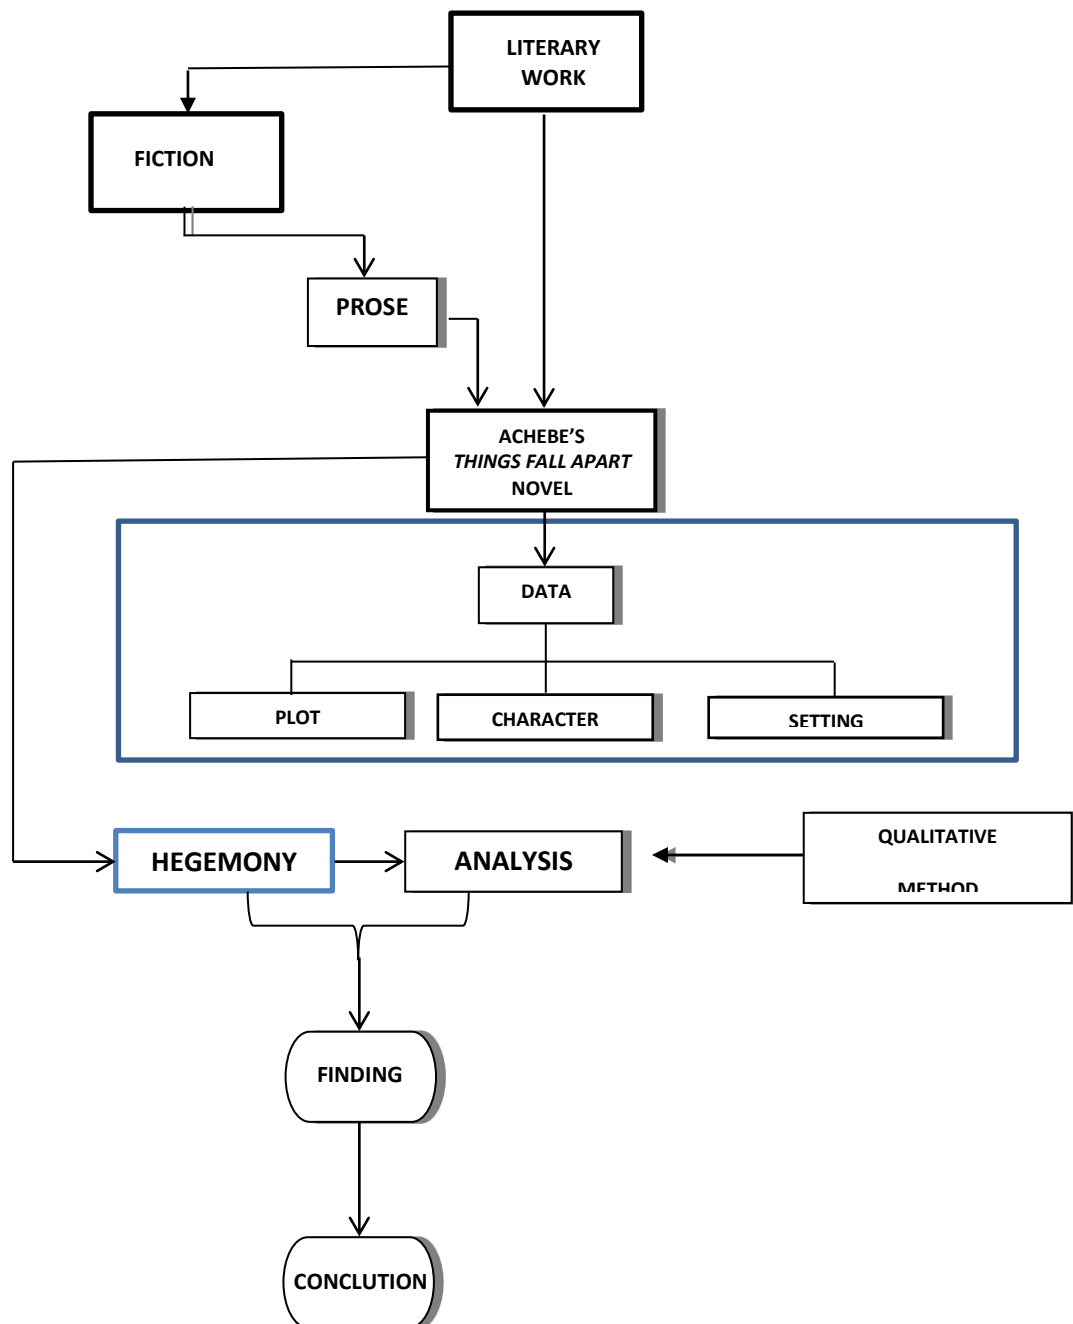 LITERARY
WORK
FICTION
PROSE
ACHEBE'S
THINGS FALL APART
NOVEL
DATA
PLOT
CHARACTER
SETTING
HEGEMONY
ANALYSIS
QUALITATIVE
METHOD
FINDING
CONCLUTION